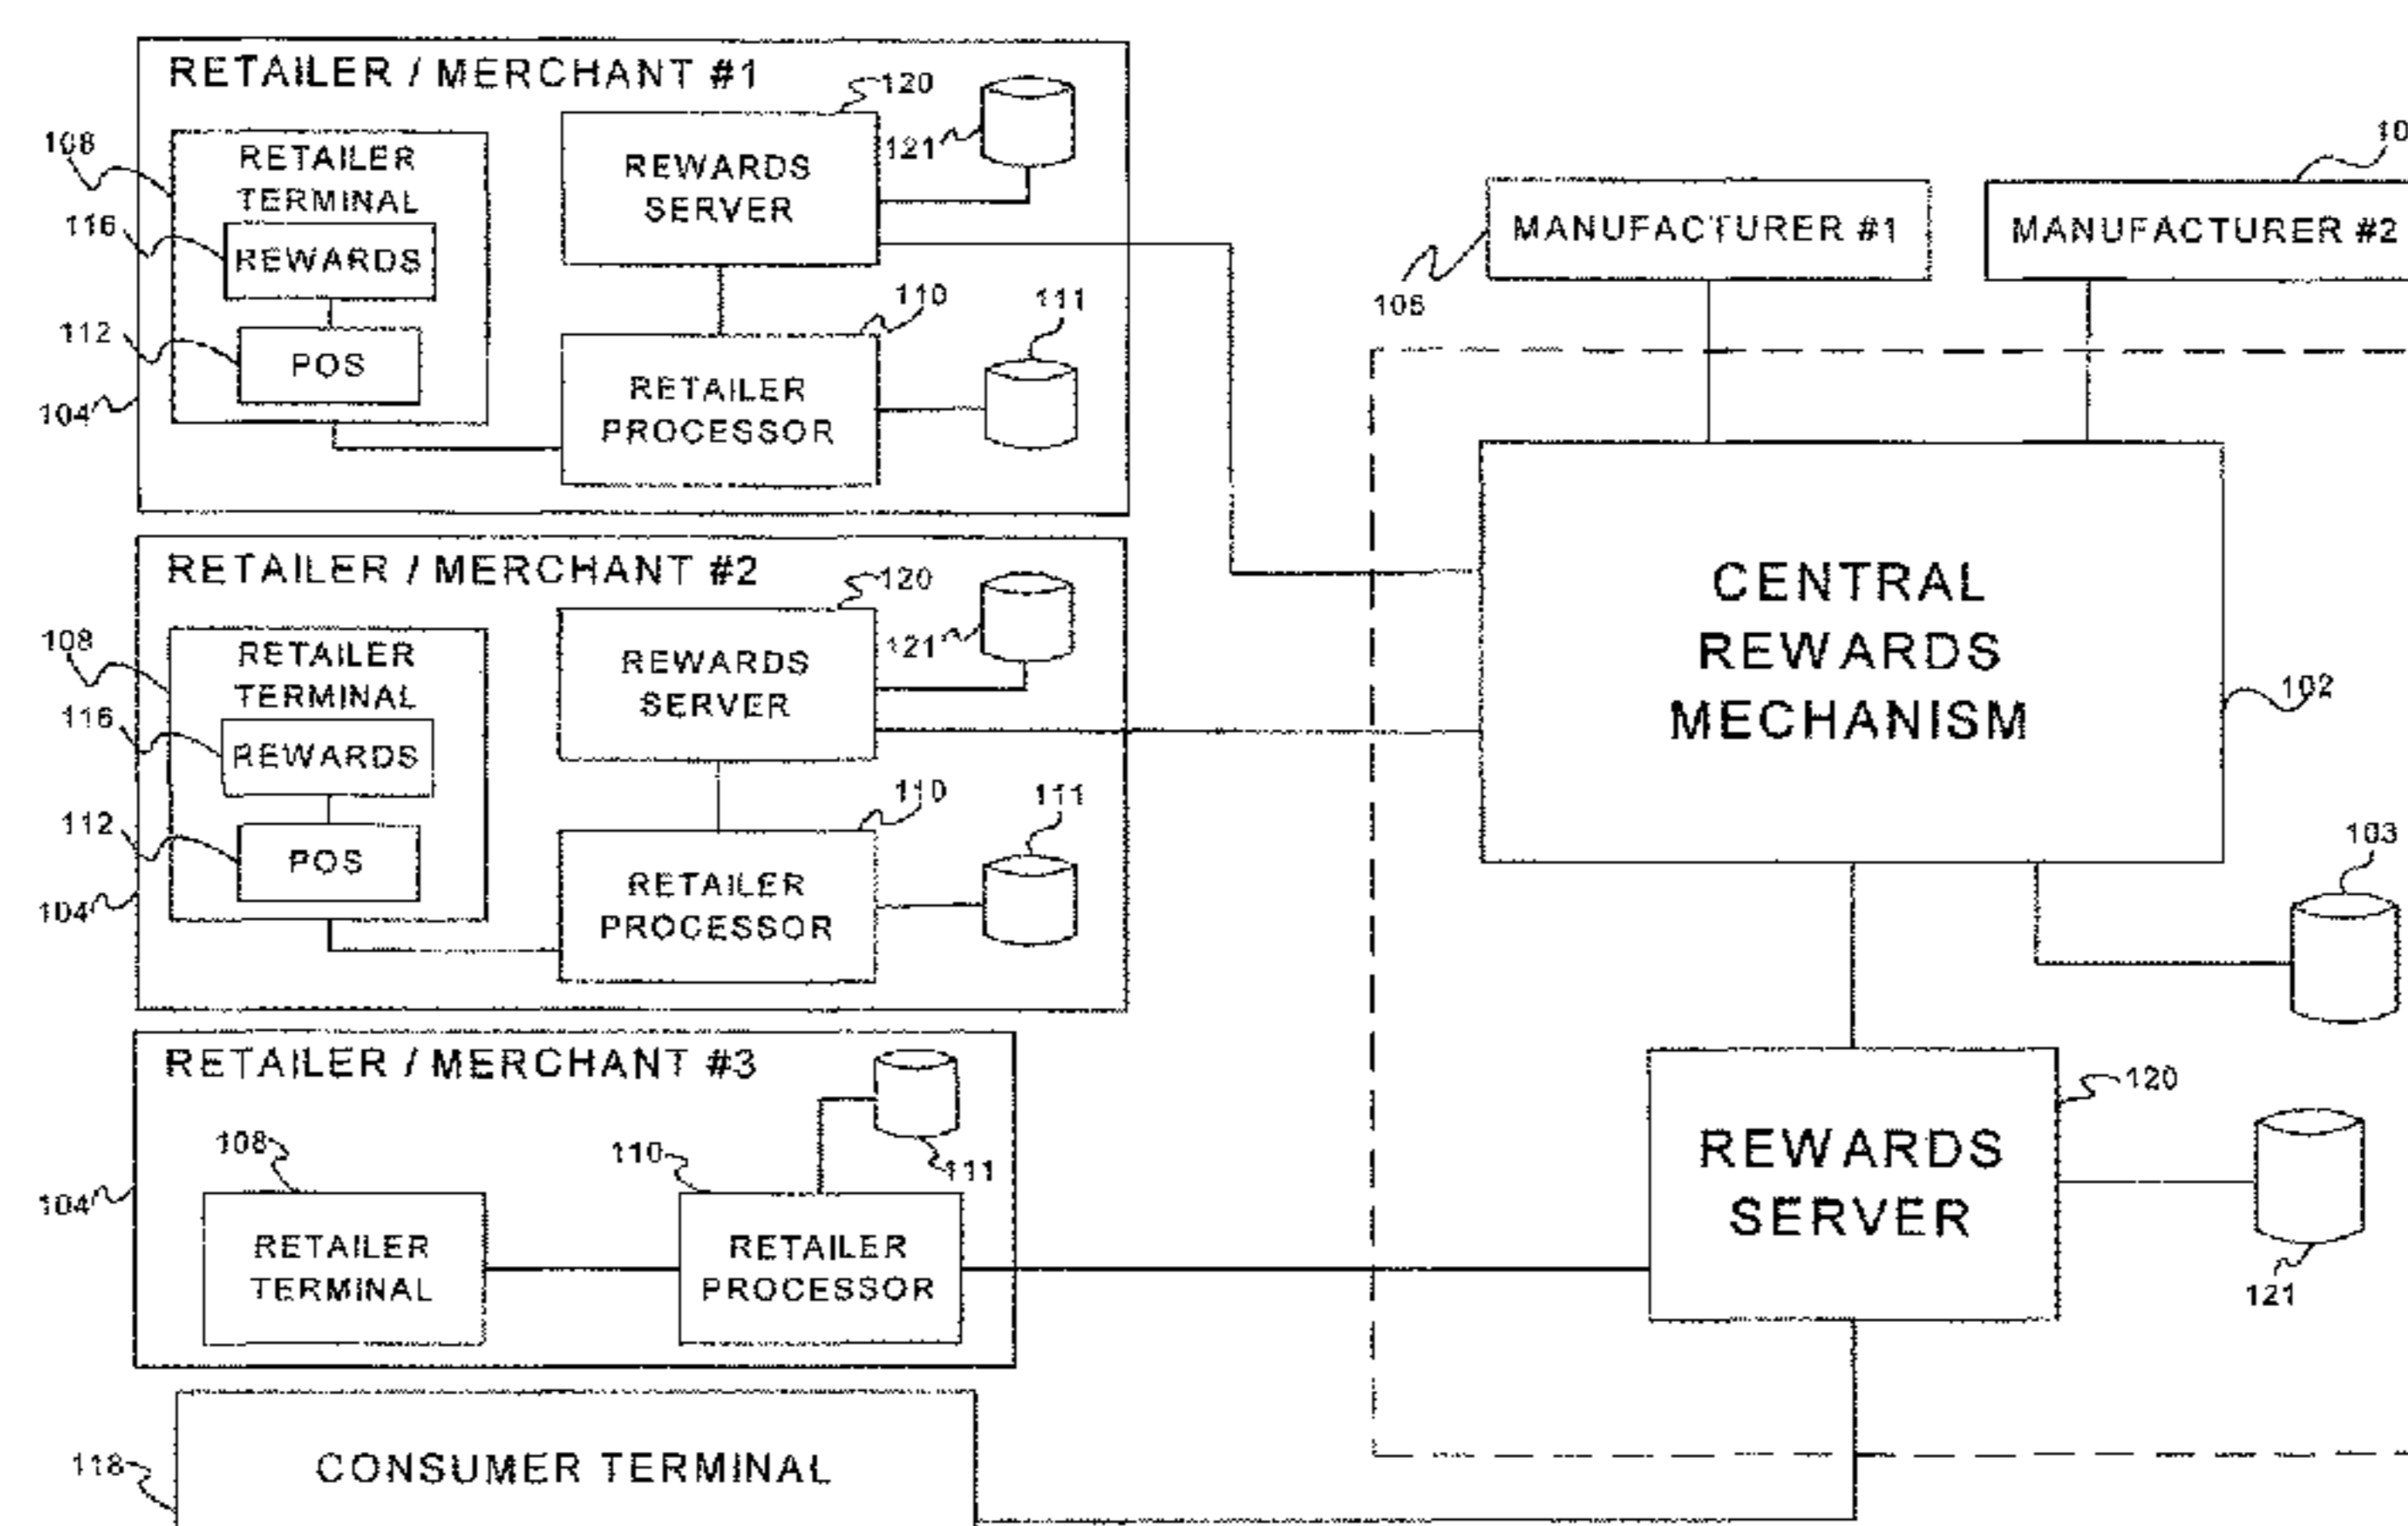 RETAILER / MERCHANT #1
120
121
108
RETAILER
TERMINAL
REWARDS
SERVER
116
REWARDS
110
111
112
POS
RETAILER
PROCESSOR
104
10
MANUFACTURER #1
MANUFACTURER #2
106
RETAILER / MERCHANT #2
120
121
108
RETAILER
TERMINAL
REWARDS
SERVER
116
REWARDS
110
111
112
POS
RETAILER
PROCESSOR
104
CENTRAL
REWARDS
MECHANISM
102
103
RETAILER / MERCHANT #3
111
108
110
104
RETAILER
TERMINAL
RETAILER
PROCESSOR
120
REWARDS
SERVER
121
118
CONSUMER TERMINAL